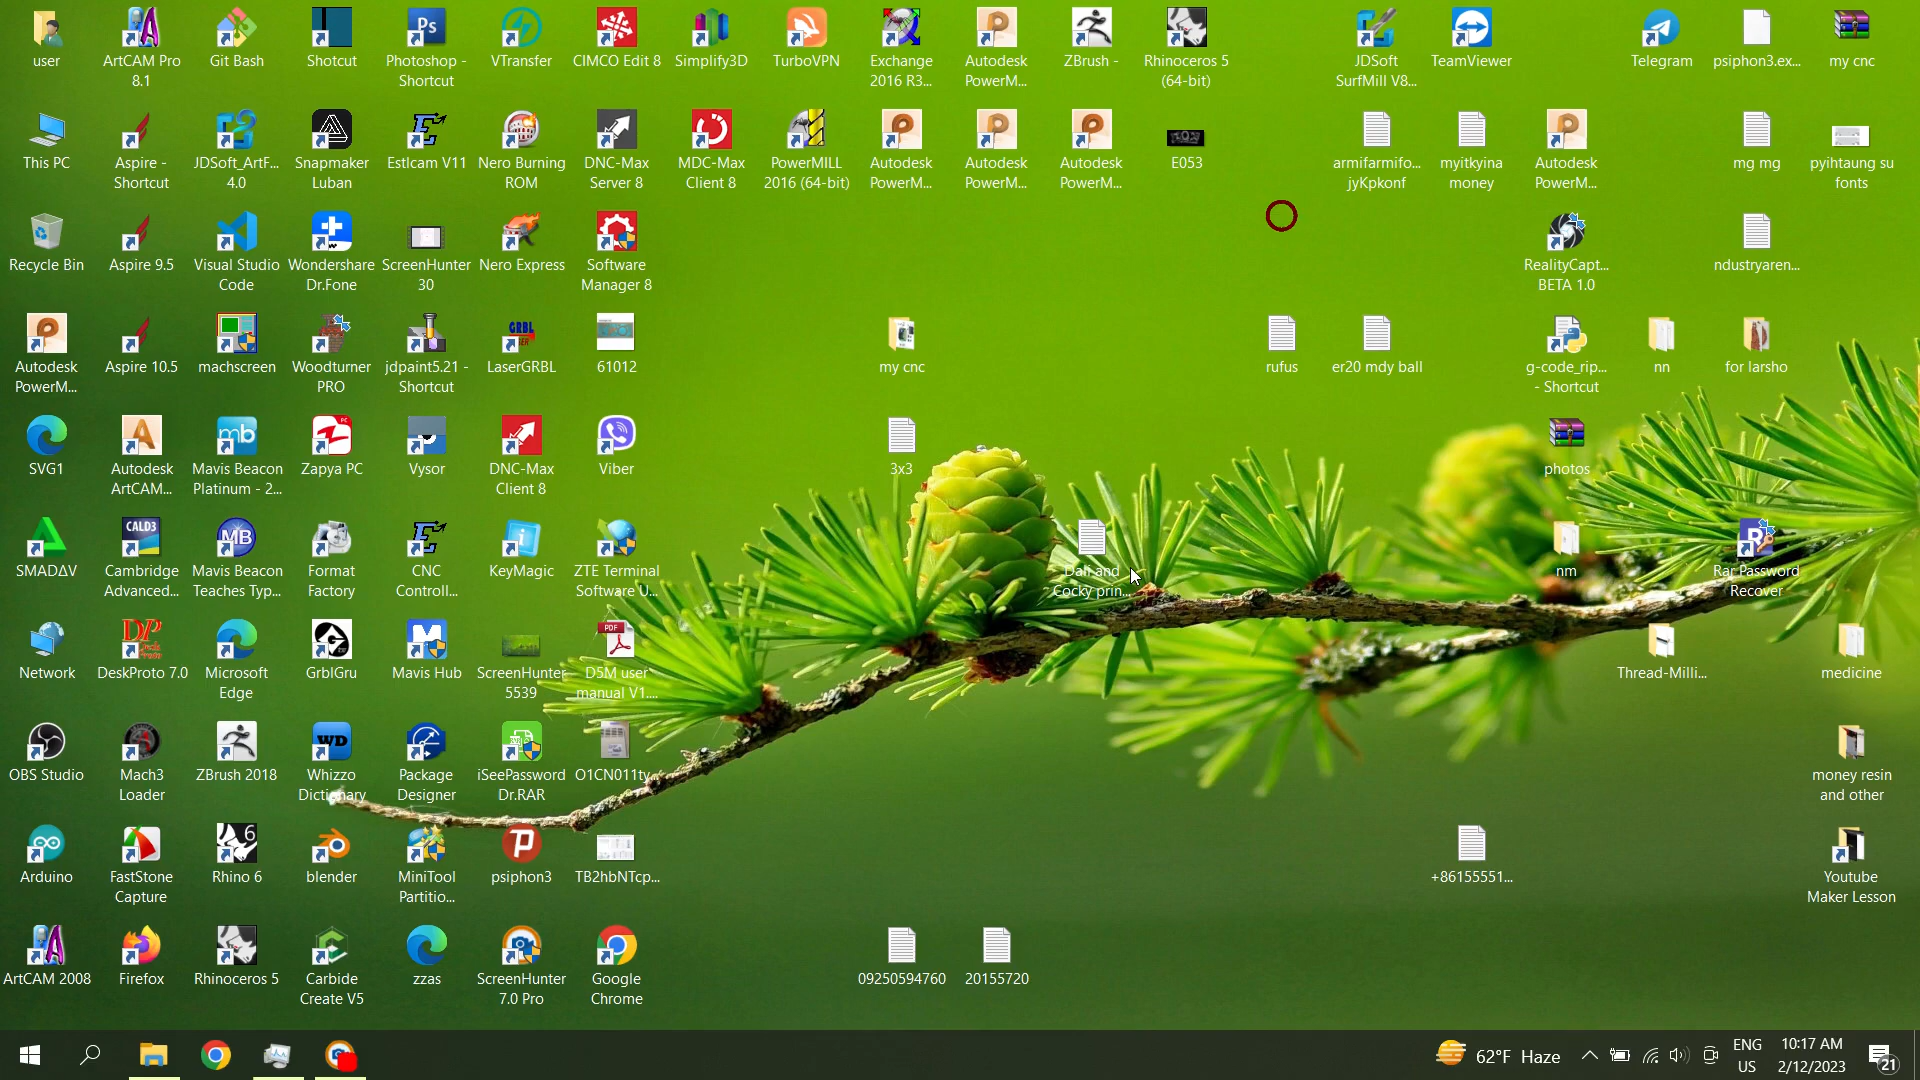 user
ArtCAM Pro
8.1
Git Bash
Shotcut
Photoshop -
Shortcut
VTransfer
CIMCO Edit 8
Simplify3D
TurboVPN
Exchange
2016 R3...
Autodesk
PowerM...
ZBrush -
Rhinoceros 5
(64-bit)
JDSoft
SurfMill V8...
TeamViewer
Telegram
psiphon3.ex...
my cnc
This PC
Aspire -
Shortcut
JDSoft_ArtF...
4.0
Snapmaker
Luban
Estlcam V11
Nero Burning
ROM
DNC-Max
Server 8
MDC-Max
Client 8
PowerMILL
2016 (64-bit)
Autodesk
PowerM...
Autodesk
PowerM...
Autodesk
PowerM...
E053
armifarmifo...
jyKpkonf
myitkyina
money
Autodesk
PowerM...
mg mg
pyihtaung su
fonts
Recycle Bin
Aspire 9.5
Visual Studio
Code
Wondershare
Dr.Fone
ScreenHunter
30
Nero Express
Software
Manager 8
RealityCapt...
BETA 1.0
ndustryaren...
Autodesk
PowerM...
Aspire 10.5
machscreen
Woodturner
PRO
jdpaint5.21 -
Shortcut
LaserGRBL
61012
my cnc
rufus
er20 mdy ball
g-code_rip...
- Shortcut
nn
for larsho
SVG1
Autodesk
ArtCAM...
Mavis Beacon
Platinum - 2...
Zapya PC
Vysor
DNC-Max
Client 8
Viber
3x3
photos
SMADΔV
Cambridge
Advanced...
Mavis Beacon
Teaches Typ...
Format
Factory
CNC
Controll...
KeyMagic
ZTE Terminal
Software U...
Dali and
Cocky prin...
nm
Rar Password
Recover
Network
DeskProto 7.0
Microsoft
Edge
GrblGru
Mavis Hub
ScreenHunter
5539
D5M user
manual V1....
Thread-Milli...
medicine
OBS Studio
Mach3
Loader
ZBrush 2018
Whizzo
Dictionary
Package
Designer
iSeePassword
Dr.RAR
O1CN011ty...
money resin
and other
Arduino
FastStone
Capture
Rhino 6
blender
MiniTool
Partitio...
psiphon3
TB2hbNTcp...
+86155551...
Youtube
Maker Lesson
ArtCAM 2008
Firefox
Rhinoceros 5
Carbide
Create V5
zzas
ScreenHunter
7.0 Pro
Google
Chrome
09250594760
20155720
62°F Haze
ENG
US
10:17 AM
2/12/2023
21